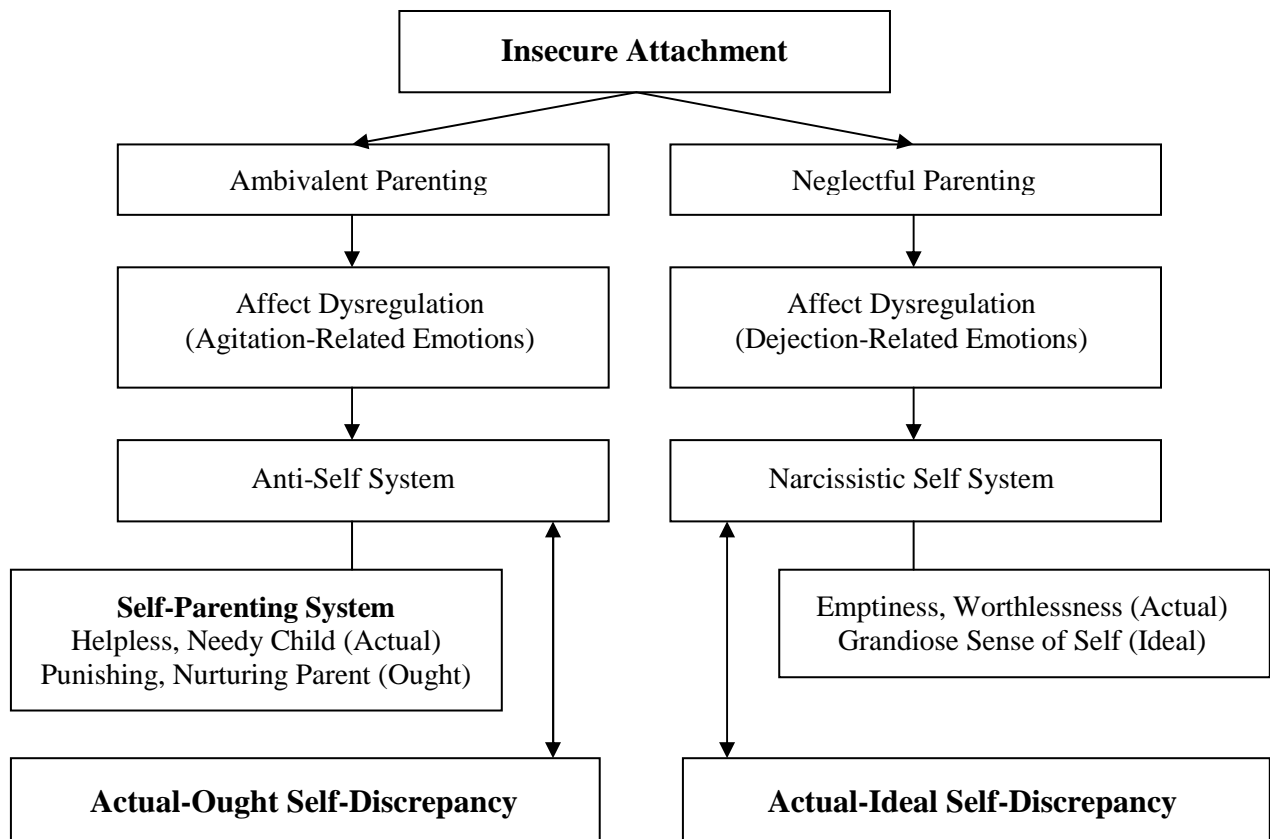 Insecure Attachment
Ambivalent Parenting
Neglectful Parenting
Affect Dysregulation
(Agitation-Related Emotions)
Affect Dysregulation
(Dejection-Related Emotions)
Anti-Self System
Narcissistic Self System
Self-Parenting System
Helpless, Needy Child (Actual)
Punishing, Nurturing Parent (Ought)
Emptiness, Worthlessness (Actual)
Grandiose Sense of Self (Ideal)
Actual-Ought Self-Discrepancy
Actual-Ideal Self-Discrepancy